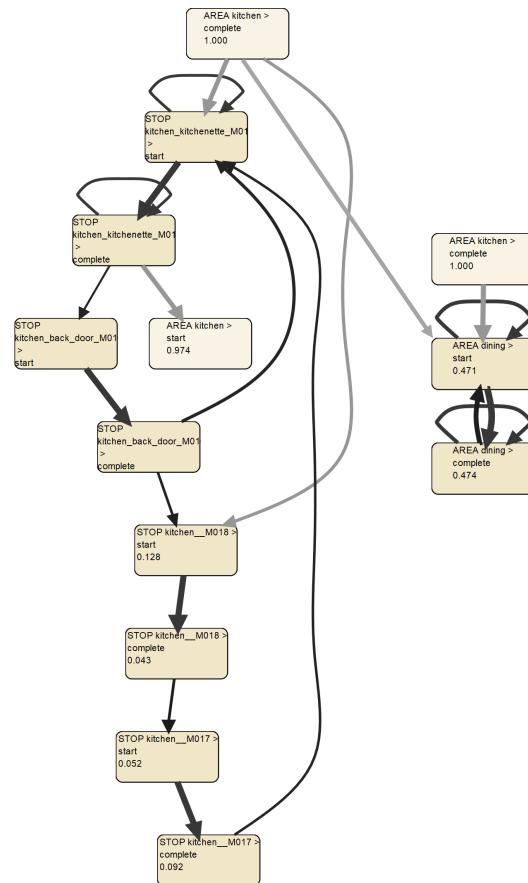 AREA kitchen >
complete
1.000
STOP
kitchen_kitchenette_M01
>
start
STOP
kitchen_kitchenette_M01
>
complete
AREA kitchen >
complete
1.000
STOP
kitchen_back_door_M01
>
start
AREA kitchen >
start
0.974
AREA dining >
start
0.471
STOP
kitchen_back_door_M01
>
complete
AREA dining >
complete
0.474
STOP kitchen__M018 >
start
0.128
STOP kitchen__M018 >
complete
0.043
STOP kitchen__M017 >
start
0.052
STOP kitchen__M017 >
complete
0.092